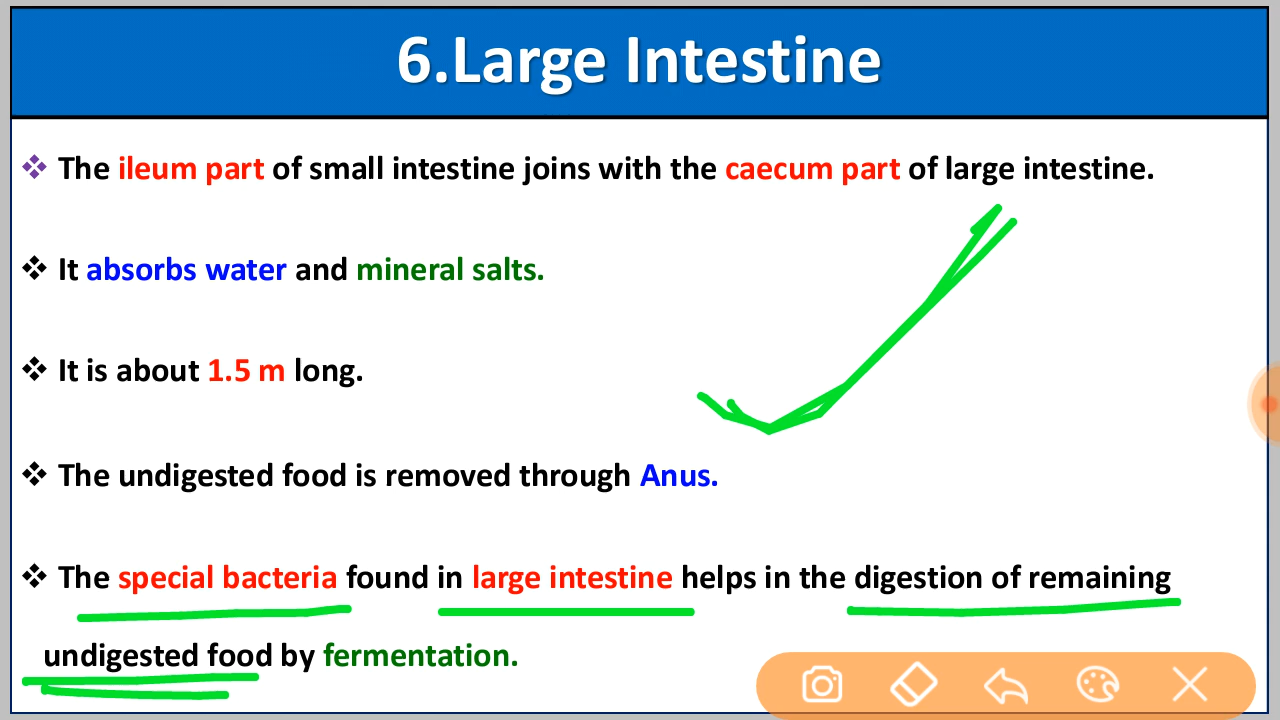 6.Large Intestine
❖ The ileum part of small intestine joins with the caecum part of large intestine.
❖ It absorbs water and mineral salts.
❖ It is about 1.5 m long.
❖ The undigested food is removed through Anus.
❖ The special bacteria found in large intestine helps in the digestion of remaining
undigested food by fermentation.